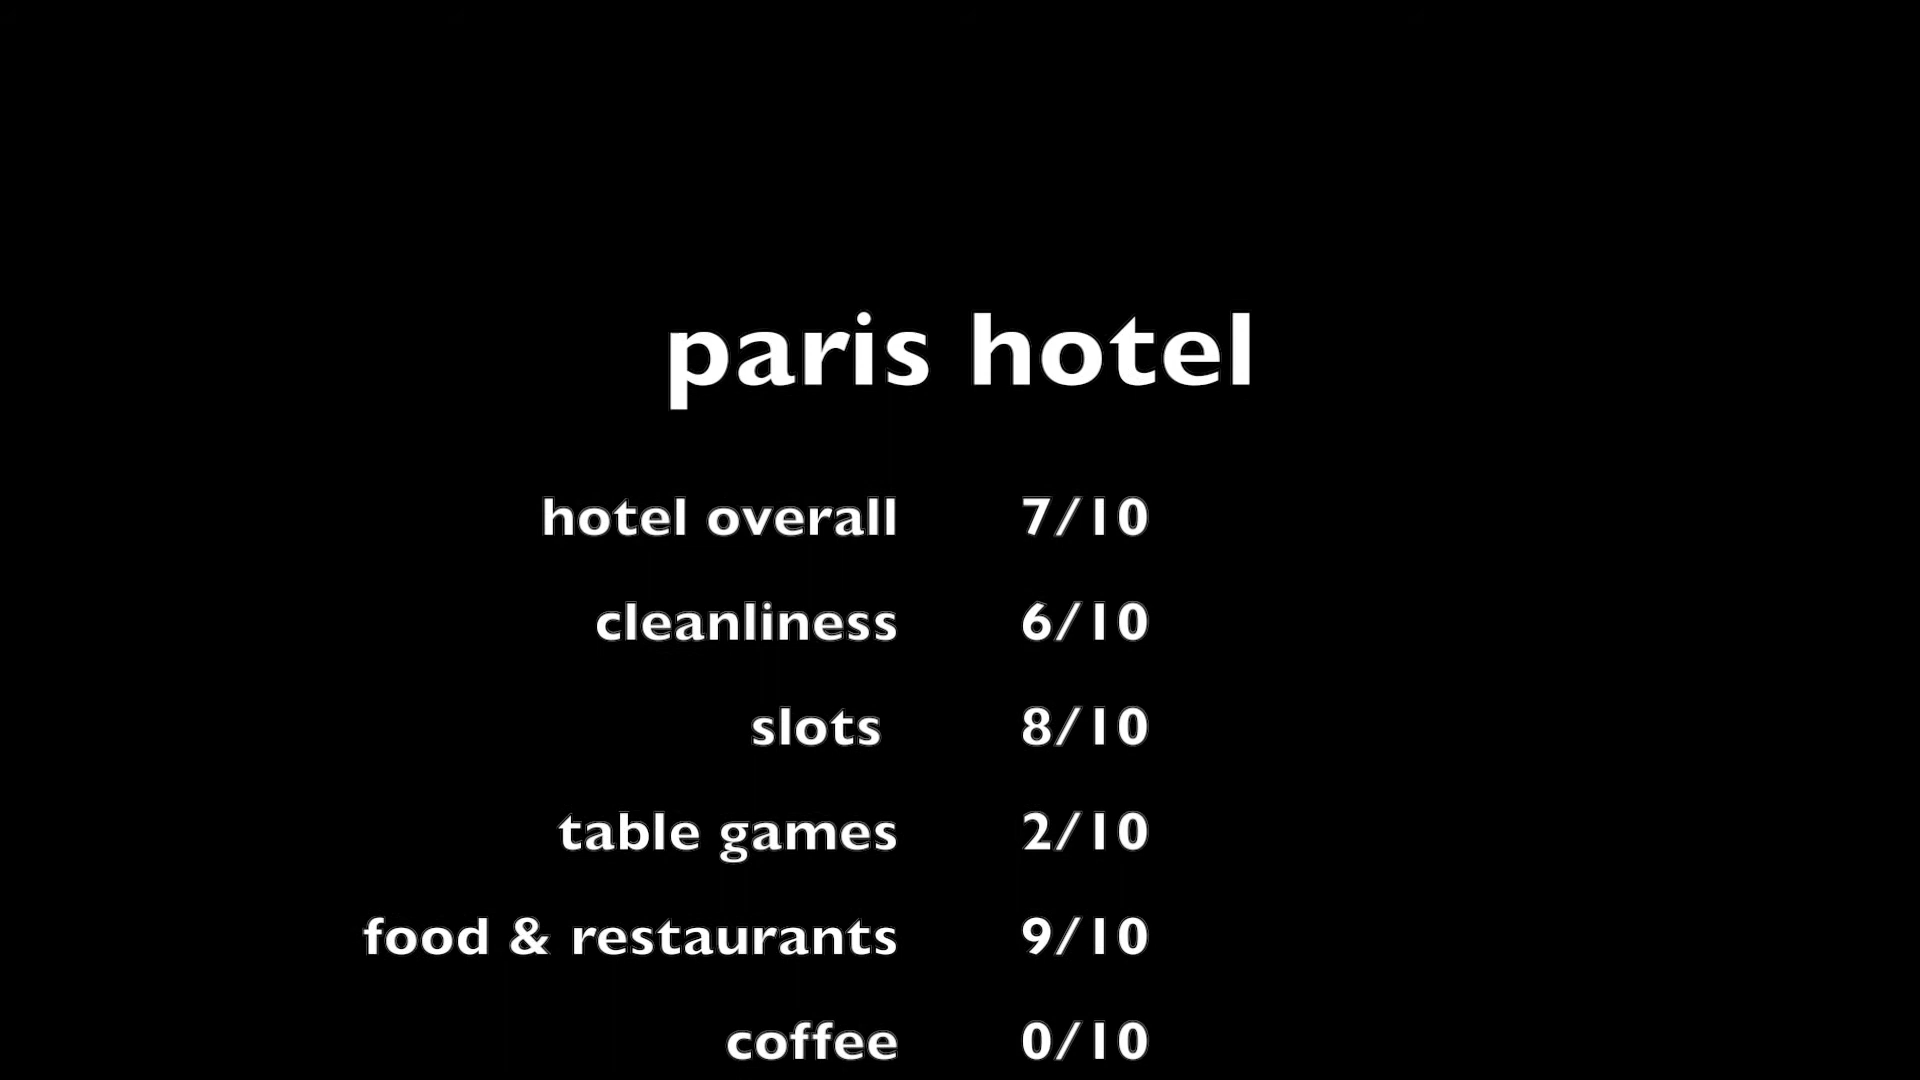 paris hotel
hotel overall 7/10
cleanliness 6/10
slots 8/10
table games 2/10
food & restaurants 9/10
coffee 0/10